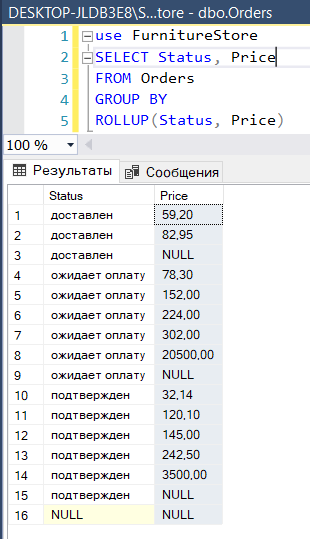 DESKTOP-JLDB3E8\S...tore - dbo.Orders
1 use FurnitureStore
2 SELECT Status, Price
3 FROM Orders
4 GROUP BY
5 ROLLUP(Status, Price)
100 %
Результаты Сообщения
Status Price
1 доставлен 59,20
2 доставлен 82,95
3 доставлен NULL
4 ожидает оплату 78,30
5 ожидает оплату 152,00
6 ожидает оплату 224,00
7 ожидает оплату 302,00
8 ожидает оплату 20500,00
9 ожидает оплату NULL
10 подтвержден 32,14
11 подтвержден 120,10
12 подтвержден 145,00
13 подтвержден 242,50
14 подтвержден 3500,00
15 подтвержден NULL
16 NULL NULL